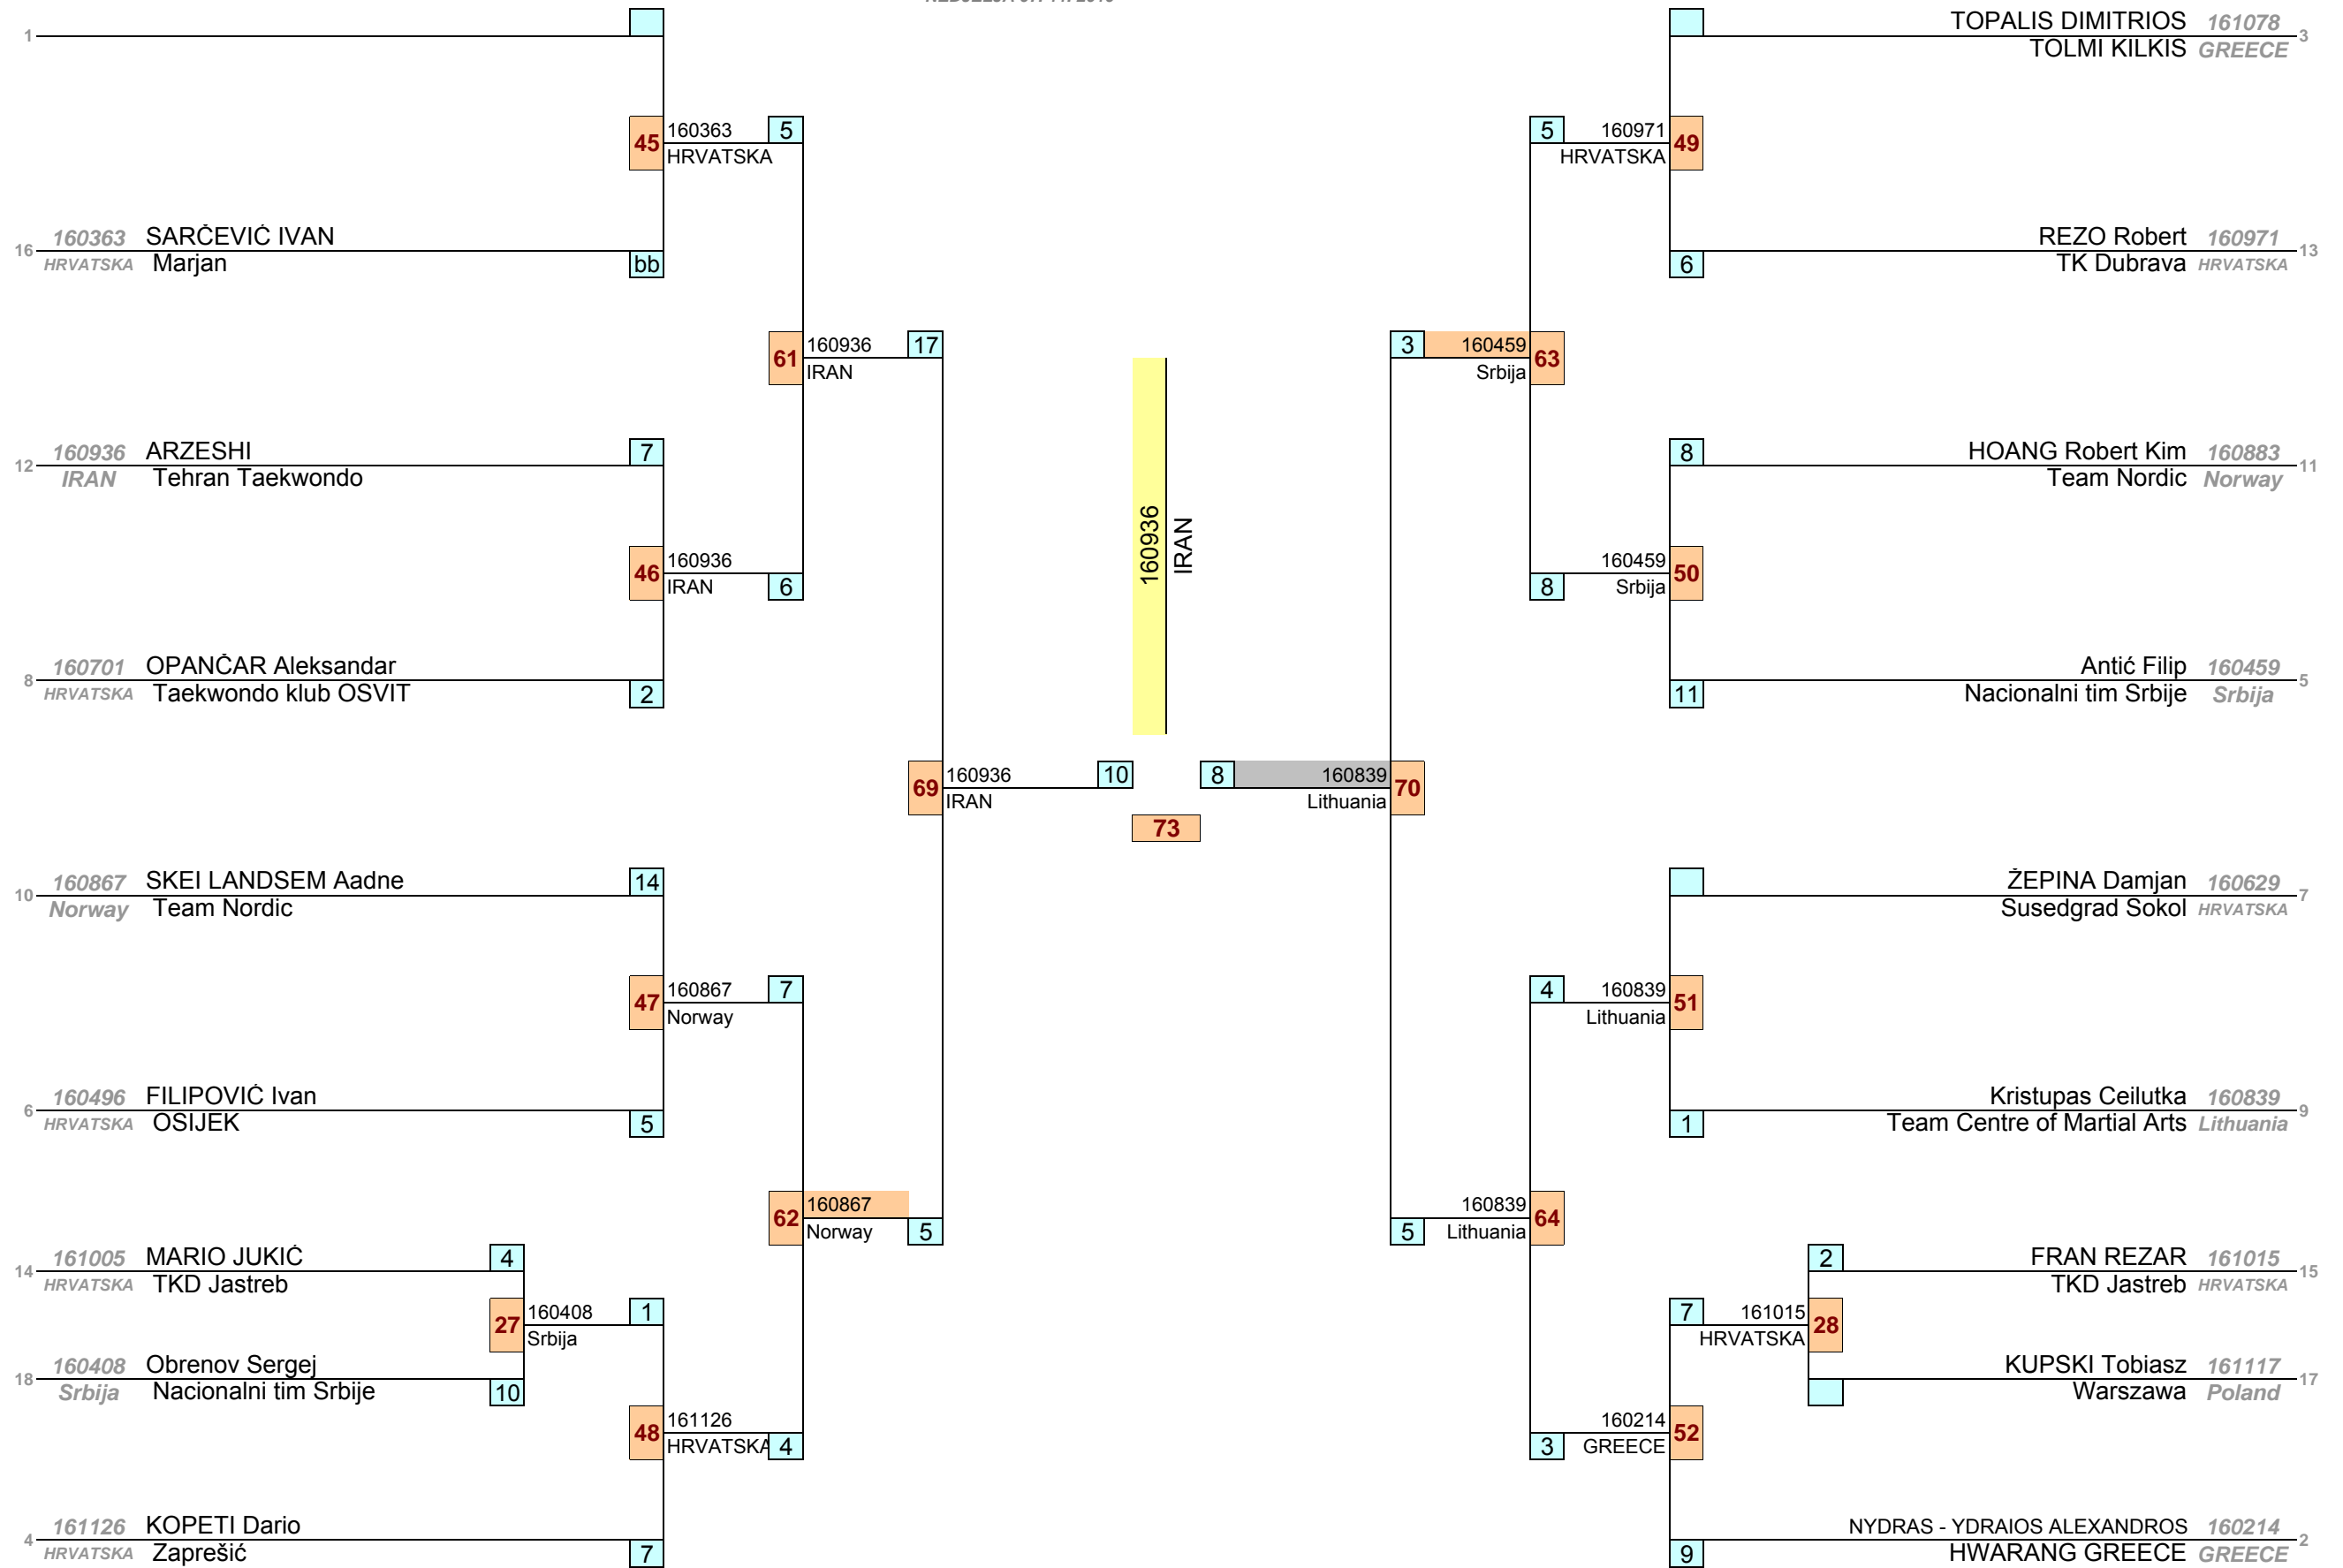 1
160363
HRVATSKA
SARČEVIĆ IVAN
Marjan
16
bb
45
160363
HRVATSKA
5
12
160936
IRAN
ARZESHI
Tehran Taekwondo
7
46
160936
IRAN
6
8
160701
HRVATSKA
OPANČAR Aleksandar
Taekwondo klub OSVIT
2
61
160936
IRAN
17
10
160867
Norway
SKEI LANDSEM Aadne
Team Nordic
14
47
160867
Norway
7
6
160496
HRVATSKA
FILIPOVIĆ Ivan
OSIJEK
5
62
160867
Norway
5
14
161005
HRVATSKA
MARIO JUKIĆ
TKD Jastreb
4
27
160408
Srbija
1
18
160408
Srbija
Obrenov Sergej
Nacionalni tim Srbije
10
48
161126
HRVATSKA
4
4
161126
HRVATSKA
KOPETI Dario
Zaprešić
7
69
160936
IRAN
10
160936
IRAN
73
8
160839
Lithuania
70
TOPALIS DIMITRIOS
TOLMI KILKIS
161078
GREECE
3
5
160971
HRVATSKA
49
REZO Robert
TK Dubrava
160971
HRVATSKA
13
6
3
160459
Srbija
63
8
HOANG Robert Kim
Team Nordic
160883
Norway
11
8
160459
Srbija
50
11
Antić Filip
Nacionalni tim Srbije
160459
Srbija
5
ŽEPINA Damjan
Susedgrad Sokol
160629
HRVATSKA
7
4
160839
Lithuania
51
1
Kristupas Ceilutka
Team Centre of Martial Arts
160839
Lithuania
9
5
160839
Lithuania
64
2
FRAN REZAR
TKD Jastreb
161015
HRVATSKA
15
7
161015
HRVATSKA
28
KUPSKI Tobiasz
Warszawa
161117
Poland
17
3
160214
GREECE
52
9
NYDRAS - YDRAIOS ALEXANDROS
HWARANG GREECE
160214
GREECE
2